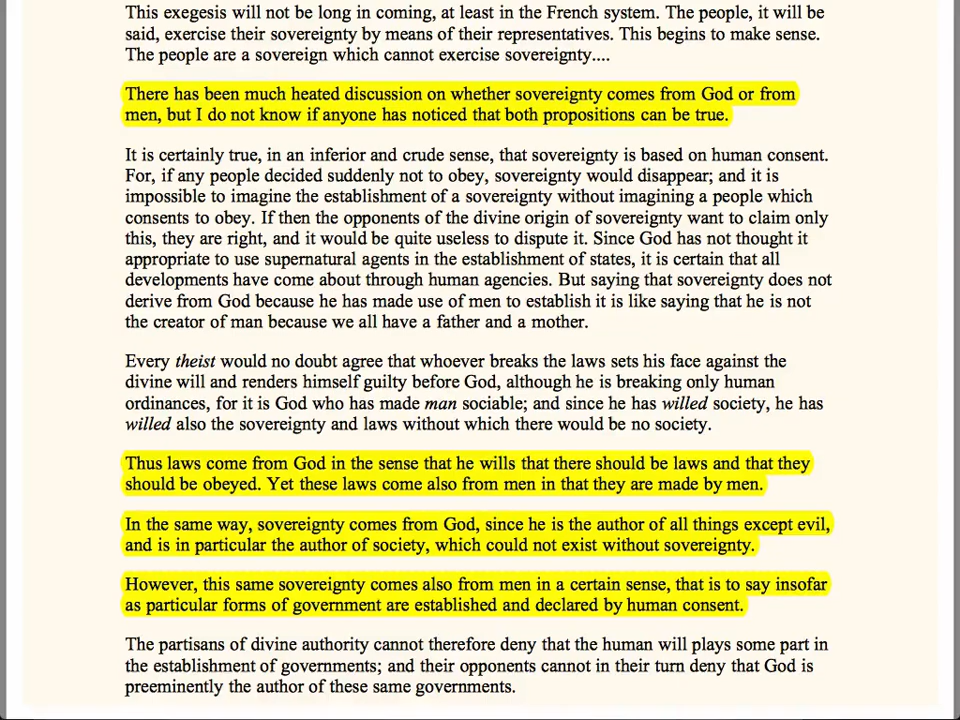 This exegesis will not be long in coming, at least in the French system. The people, it will be
said, exercise their sovereignty by means of their representatives. This begins to make sense.
The people are a sovereign which cannot exercise sovereignty....
There has been much heated discussion on whether sovereignty comes from God or from
men, but I do not know if anyone has noticed that both propositions can be true.
It is certainly true, in an inferior and crude sense, that sovereignty is based on human consent.
For, if any people decided suddenly not to obey, sovereignty would disappear; and it is
impossible to imagine the establishment of a sovereignty without imagining a people which
consents to obey. If then the opponents of the divine origin of sovereignty want to claim only
this, they are right, and it would be quite useless to dispute it. Since God has not thought it
appropriate to use supernatural agents in the establishment of states, it is certain that all
developments have come about through human agencies. But saying that sovereignty does not
derive from God because he has made use of men to establish it is like saying that he is not
the creator of man because we all have a father and a mother.
Every theist would no doubt agree that whoever breaks the laws sets his face against the
divine will and renders himself guilty before God, although he is breaking only human
ordinances, for it is God who has made man sociable; and since he has willed society, he has
willed also the sovereignty and laws without which there would be no society.
Thus laws come from God in the sense that he wills that there should be laws and that they
should be obeyed. Yet these laws come also from men in that they are made by men.
In the same way, sovereignty comes from God, since he is the author of all things except evil,
and is in particular the author of society, which could not exist without sovereignty.
However, this same sovereignty comes also from men in a certain sense, that is to say insofar
as particular forms of government are established and declared by human consent.
The partisans of divine authority cannot therefore deny that the human will plays some part in
the establishment of governments; and their opponents cannot in their turn deny that God is
preeminently the author of these same governments.